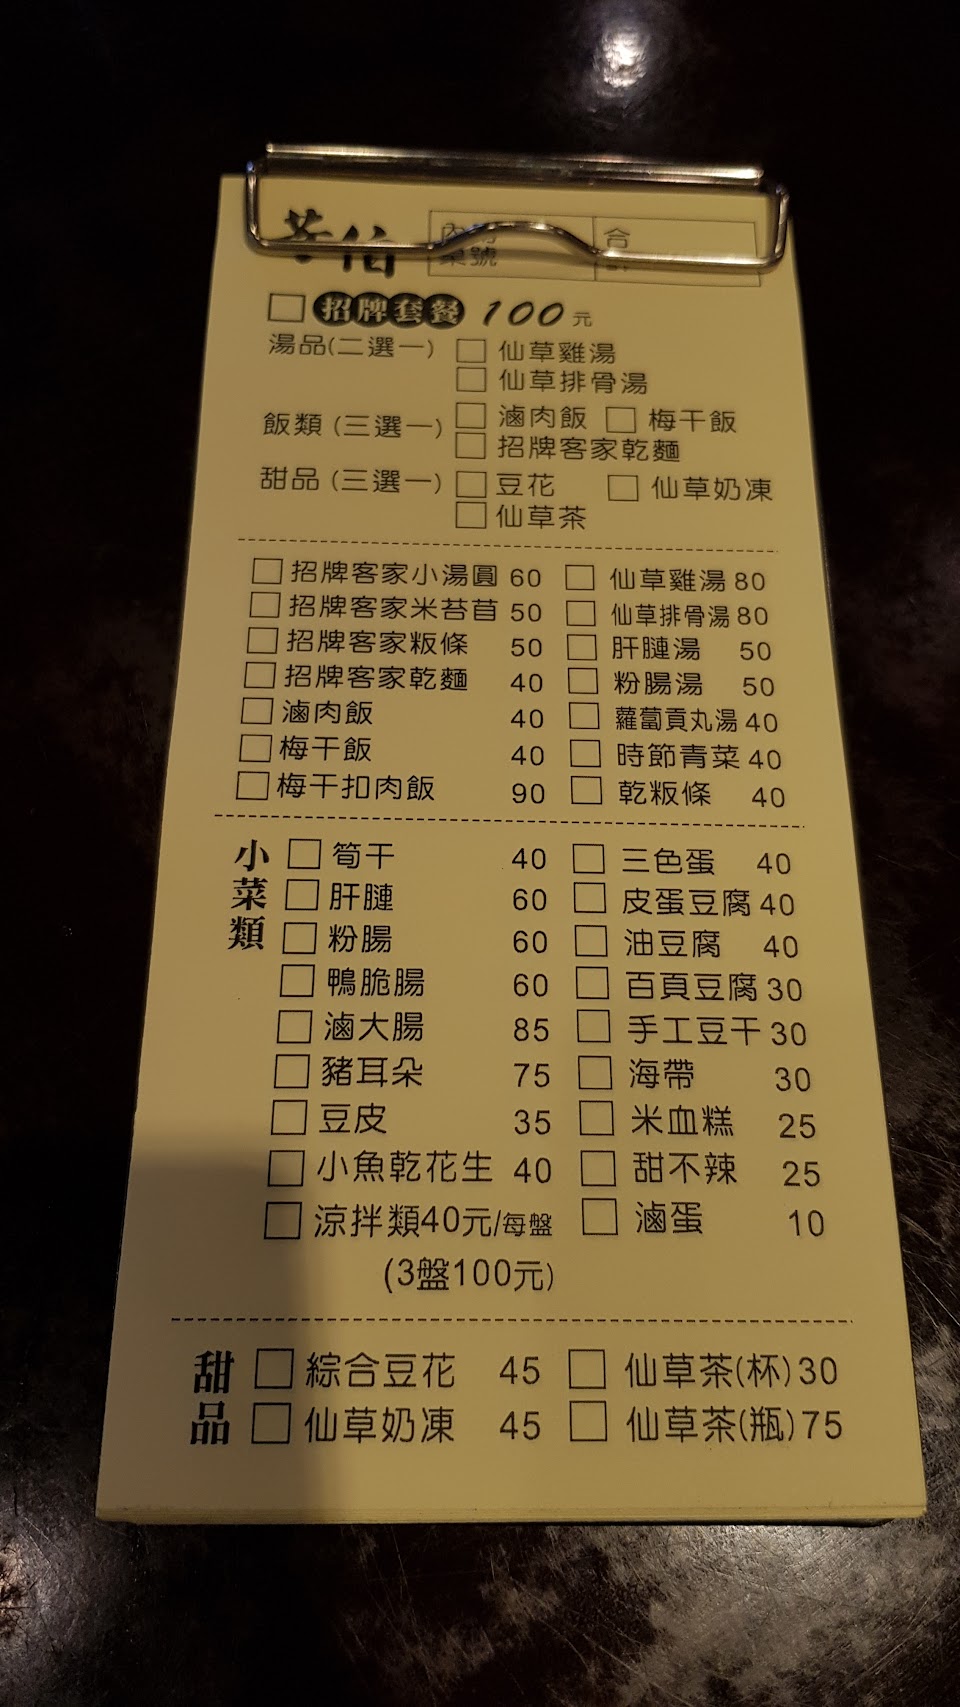 招牌套餐 100元
湯品(二選一) 仙草雞湯
仙草排骨湯
飯類 (三選一) 滷肉飯 梅干飯
招牌客家乾麵
甜品 (三選一) 豆花 仙草奶凍
仙草茶
招牌客家小湯圓 60 仙草雞湯 80
招牌客家米苔苜 50 仙草排骨湯 80
招牌客家粄條 50 肝腱湯 50
招牌客家乾麵 40 粉腸湯 50
滷肉飯 40 蘿蔔貢丸湯 40
梅干飯 40 時節青菜 40
梅干扣肉飯 90 乾粄條 40
小菜類
筍干 40 三色蛋 40
肝腱 60 皮蛋豆腐 40
粉腸 60 油豆腐 40
鴨脆腸 60 百頁豆腐 30
滷大腸 85 手工豆干 30
豬耳朵 75 海帶 30
豆皮 35 米血糕 25
小魚乾花生 40 甜不辣 25
涼拌類40元/每盤 滷蛋 10
(3盤100元)
甜品
綜合豆花 45 仙草茶(杯) 30
仙草奶凍 45 仙草茶(瓶) 75